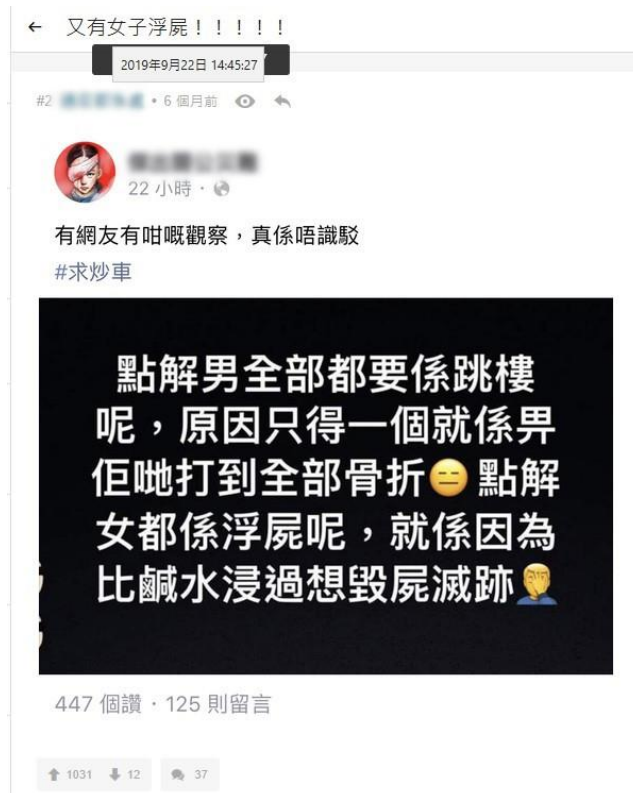 又有女子浮屍！！！！！
2019年9月22日 14:45:27
#2 • 6 個月前
22 小時 ·
有網友有咁嘅觀察，真係唔識駁
#求炒車
點解男全部都要係跳樓
呢，原因只得一個就係畀
佢哋打到全部骨折😑點解
女都係浮屍呢，就係因為
比鹹水浸過想毀屍滅跡🤦
447 個讚 · 125 則留言
1031 12 37